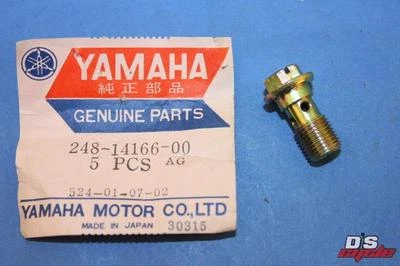 YAMAHA
純正部品
GENUINE PARTS
248-14166-00
5 PCS AG
524-01-07-02
YAMAHA MOTOR CO.,LTD
MADE IN JAPAN 30315
D's
cycle